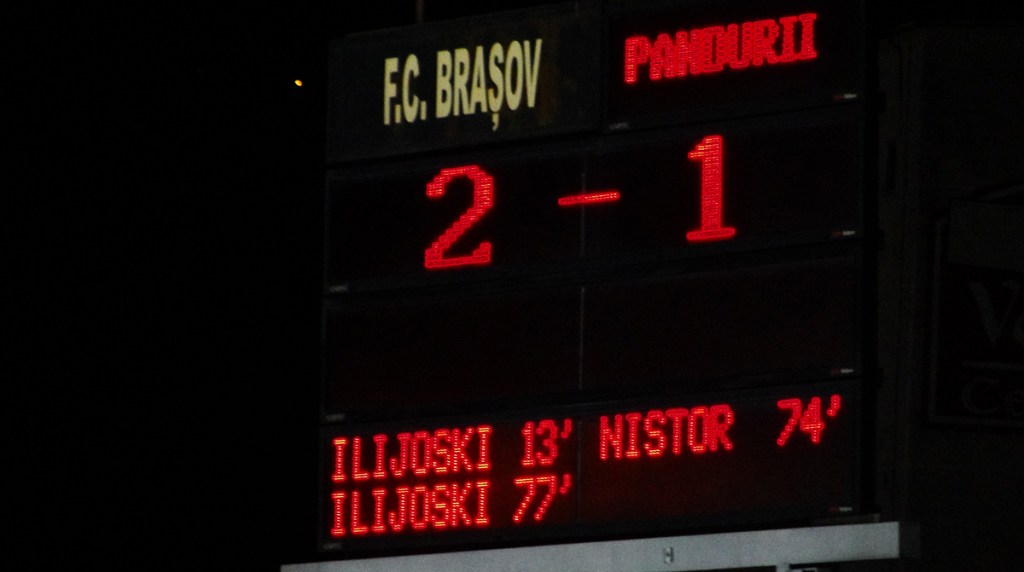 F.C. BRAȘOV PANDURII
2 – 1
ILIJOSKI 13' NISTOR 74'
ILIJOSKI 77'